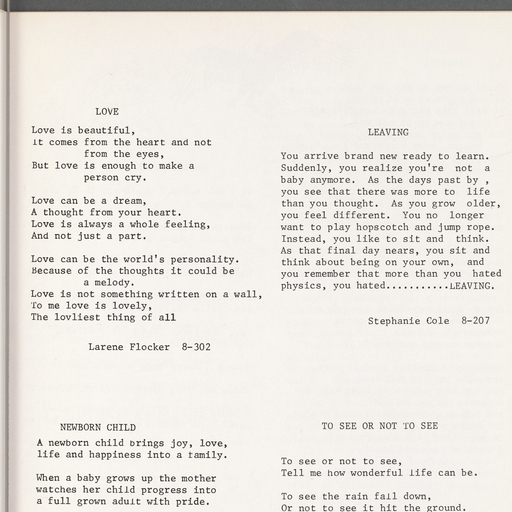 LOVE
Love is beautiful,
It comes from the heart and not
from the eyes,
But love is enough to make a
person cry.
Love can be a dream,
A thought from your heart.
Love is always a whole feeling,
And not just a part.
Love can be the world's personality.
Because of the thoughts it could be
a melody.
Love is not something written on a wall,
To me love is lovely,
The lovliest thing of all
Larene Flocker 8-302
LEAVING
You arrive brand new ready to learn.
Suddenly, you realize you're not a
baby anymore. As the days past by ,
you see that there was more to life
than you thought. As you grow older,
you feel different. You no longer
want to play hopscotch and jump rope.
Instead, you like to sit and think.
As that final day nears, you sit and
think about being on your own, and
you remember that more than you hated
physics, you hated...........LEAVING.
Stephanie Cole 8-207
NEWBORN CHILD
A newborn child brings joy, love,
life and happiness into a family.
When a baby grows up the mother
watches her child progress into
a full grown adult with pride.
TO SEE OR NOT TO SEE
To see or not to see,
Tell me how wonderful life can be.
To see the rain fall down,
Or not to see it hit the ground.